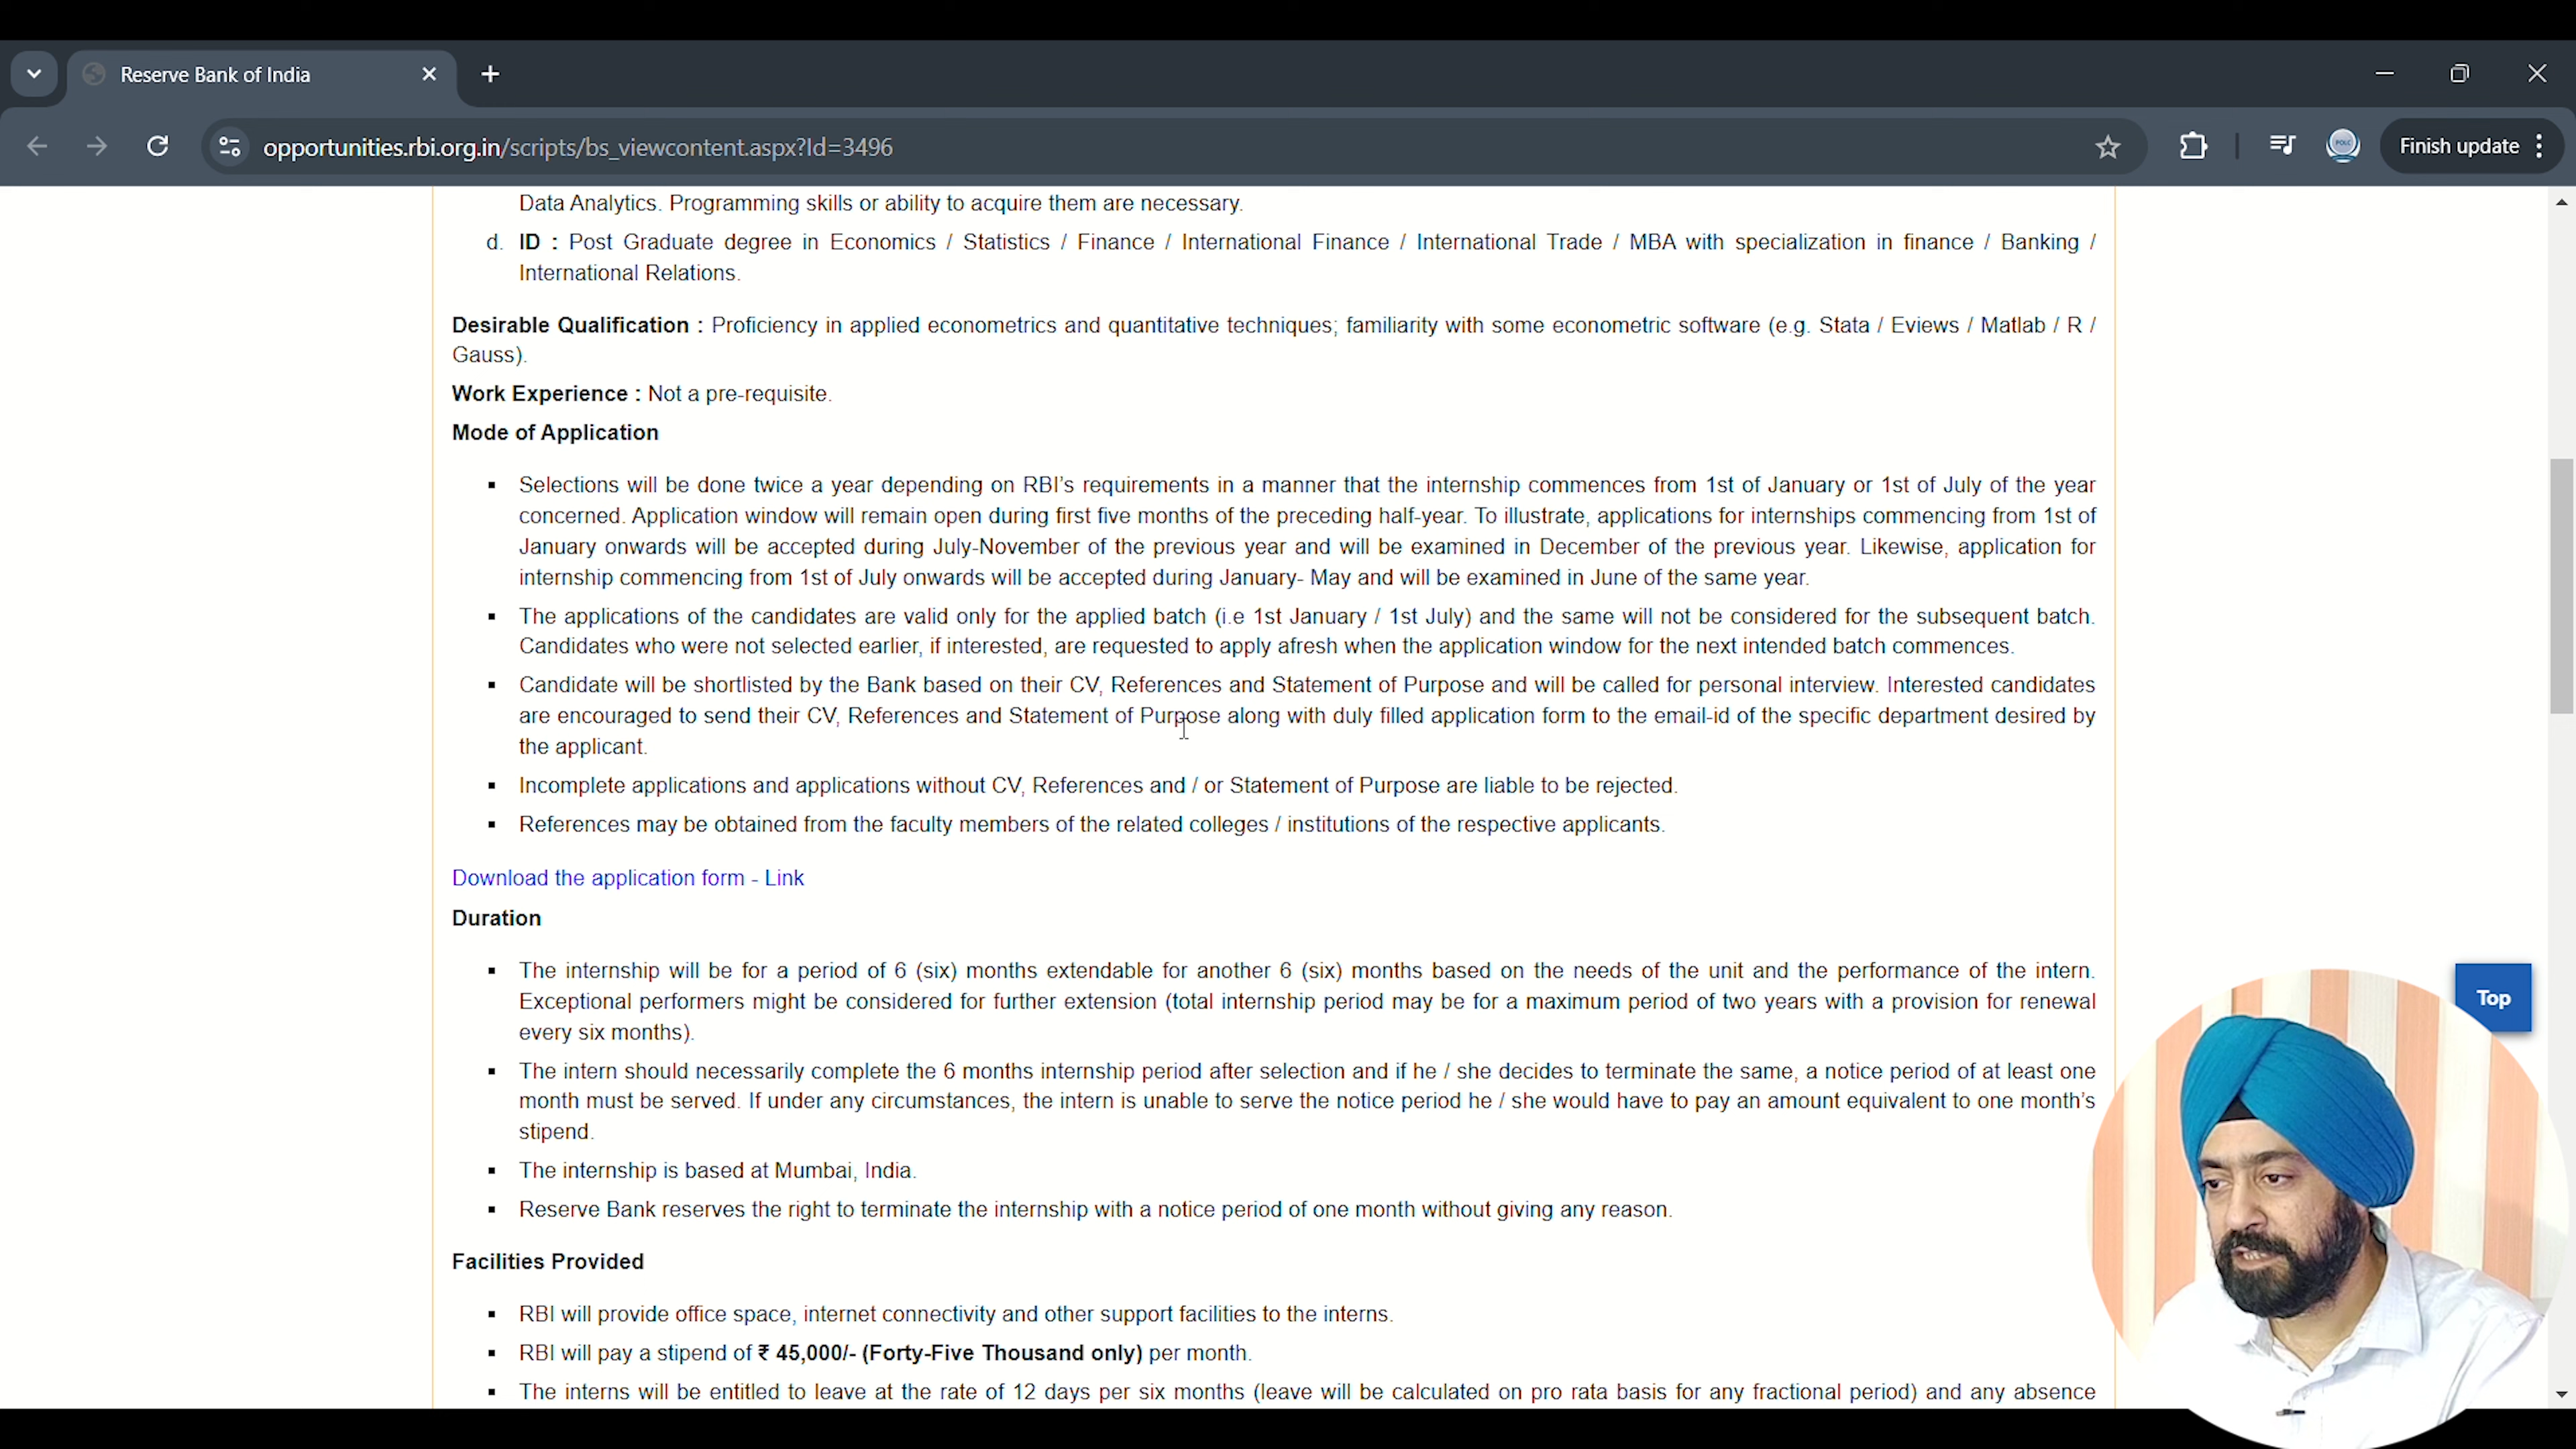 Reserve Bank of India
opportunities.rbi.org.in/scripts/bs_viewcontent.aspx?Id=3496
Finish update
Data Analytics. Programming skills or ability to acquire them are necessary.
d. ID : Post Graduate degree in Economics / Statistics / Finance / International Finance / International Trade / MBA with specialization in finance / Banking /
International Relations.
Desirable Qualification : Proficiency in applied econometrics and quantitative techniques; familiarity with some econometric software (e.g. Stata / Eviews / Matlab / R /
Gauss).
Work Experience : Not a pre-requisite.
Mode of Application
▪ Selections will be done twice a year depending on RBI's requirements in a manner that the internship commences from 1st of January or 1st of July of the year
concerned. Application window will remain open during first five months of the preceding half-year. To illustrate, applications for internships commencing from 1st of
January onwards will be accepted during July-November of the previous year and will be examined in December of the previous year. Likewise, application for
internship commencing from 1st of July onwards will be accepted during January- May and will be examined in June of the same year.
▪ The applications of the candidates are valid only for the applied batch (i.e 1st January / 1st July) and the same will not be considered for the subsequent batch.
Candidates who were not selected earlier, if interested, are requested to apply afresh when the application window for the next intended batch commences.
▪ Candidate will be shortlisted by the Bank based on their CV, References and Statement of Purpose and will be called for personal interview. Interested candidates
are encouraged to send their CV, References and Statement of Purpose along with duly filled application form to the email-id of the specific department desired by
the applicant.
▪ Incomplete applications and applications without CV, References and / or Statement of Purpose are liable to be rejected.
▪ References may be obtained from the faculty members of the related colleges / institutions of the respective applicants.
Download the application form - Link
Duration
▪ The internship will be for a period of 6 (six) months extendable for another 6 (six) months based on the needs of the unit and the performance of the intern.
Exceptional performers might be considered for further extension (total internship period may be for a maximum period of two years with a provision for renewal
every six months).
Top
▪ The intern should necessarily complete the 6 months internship period after selection and if he / she decides to terminate the same, a notice period of at least one
month must be served. If under any circumstances, the intern is unable to serve the notice period he / she would have to pay an amount equivalent to one month's
stipend.
▪ The internship is based at Mumbai, India.
▪ Reserve Bank reserves the right to terminate the internship with a notice period of one month without giving any reason.
Facilities Provided
▪ RBI will provide office space, internet connectivity and other support facilities to the interns.
▪ RBI will pay a stipend of ₹ 45,000/- (Forty-Five Thousand only) per month.
▪ The interns will be entitled to leave at the rate of 12 days per six months (leave will be calculated on pro rata basis for any fractional period) and any absence